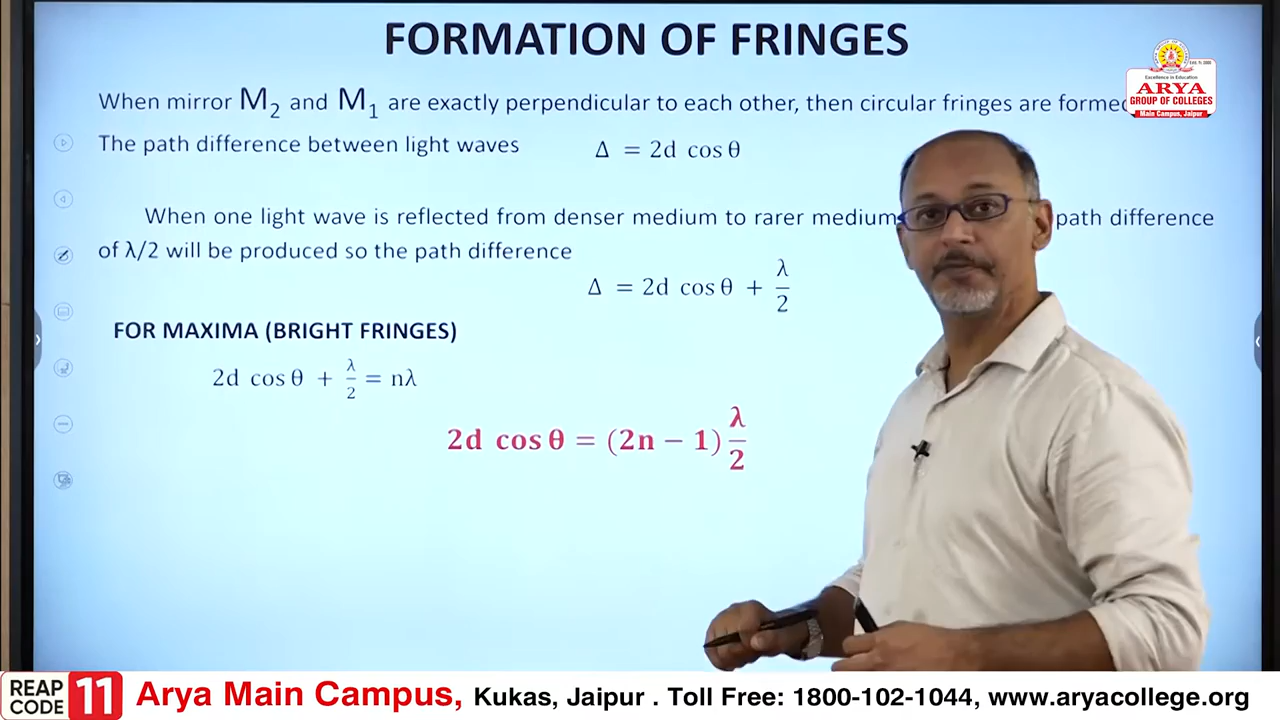 FORMATION OF FRINGES
When mirror M₂ and M₁ are exactly perpendicular to each other, then circular fringes are formed
The path difference between light waves Δ = 2d cos θ
When one light wave is reflected from denser medium to rarer medium path difference
of λ/2 will be produced so the path difference
Δ = 2d cos θ + λ/2
FOR MAXIMA (BRIGHT FRINGES)
2d cos θ + λ/2 = nλ
2d cos θ = (2n − 1) λ/2
Excellence in Education
ARYA
GROUP OF COLLEGES
Main Campus, Jaipur
REAP CODE 11 Arya Main Campus, Kukas, Jaipur . Toll Free: 1800-102-1044, www.aryacollege.org